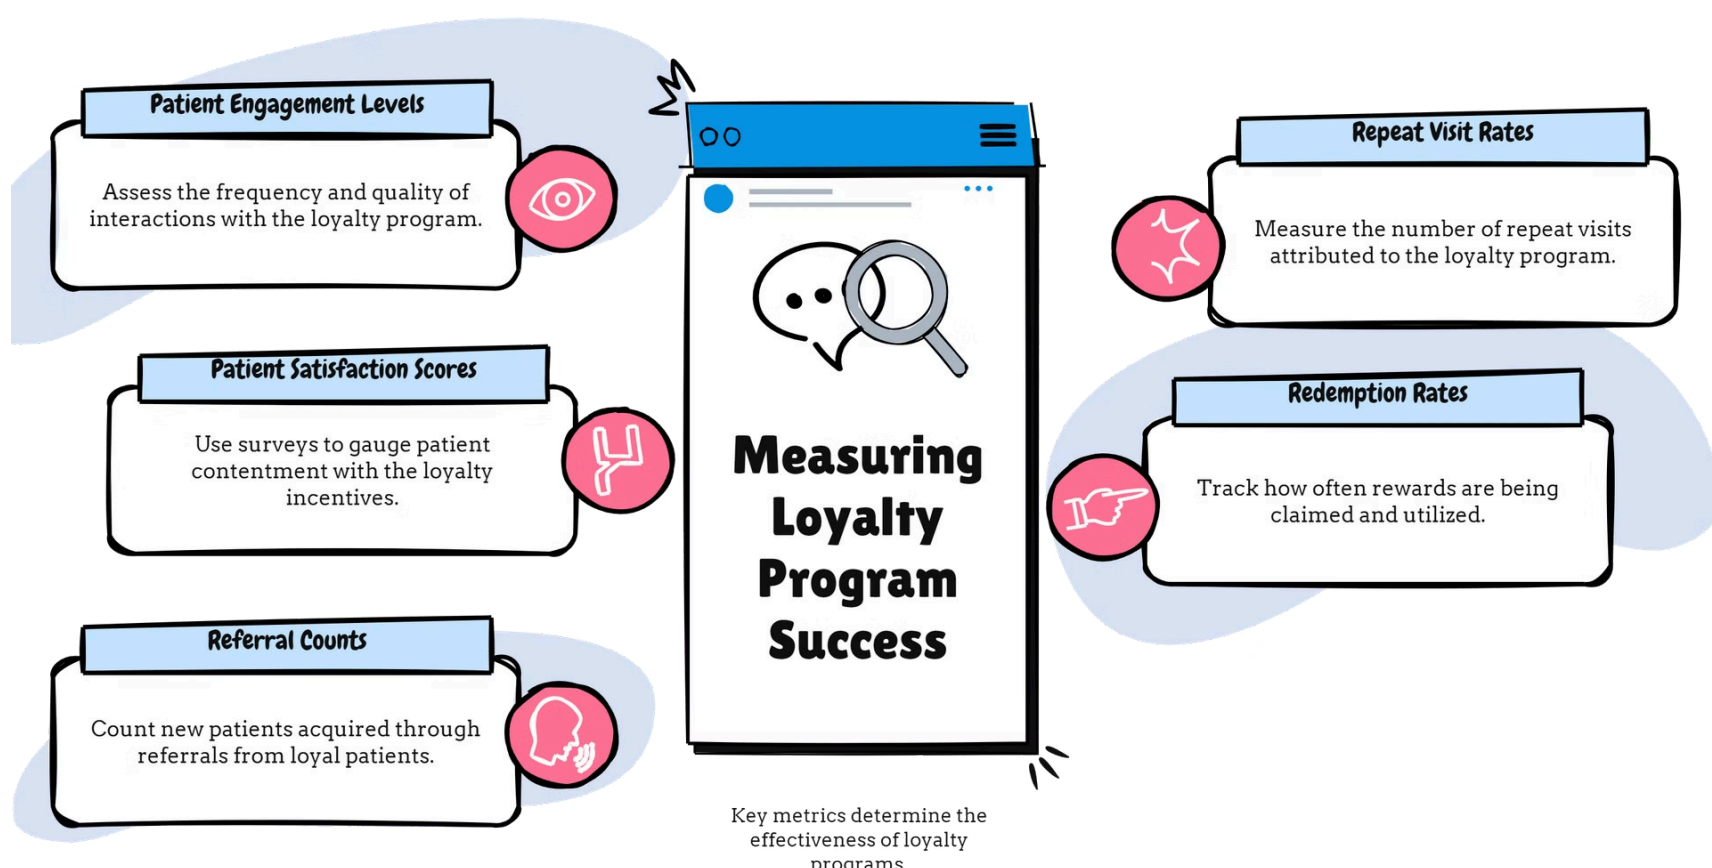 Patient Engagement Levels
Assess the frequency and quality of
interactions with the loyalty program.
Patient Satisfaction Scores
Use surveys to gauge patient
contentment with the loyalty
incentives.
Referral Counts
Count new patients acquired through
referrals from loyal patients.
Measuring
Loyalty
Program
Success
Key metrics determine the
effectiveness of loyalty
programs.
Repeat Visit Rates
Measure the number of repeat visits
attributed to the loyalty program.
Redemption Rates
Track how often rewards are being
claimed and utilized.